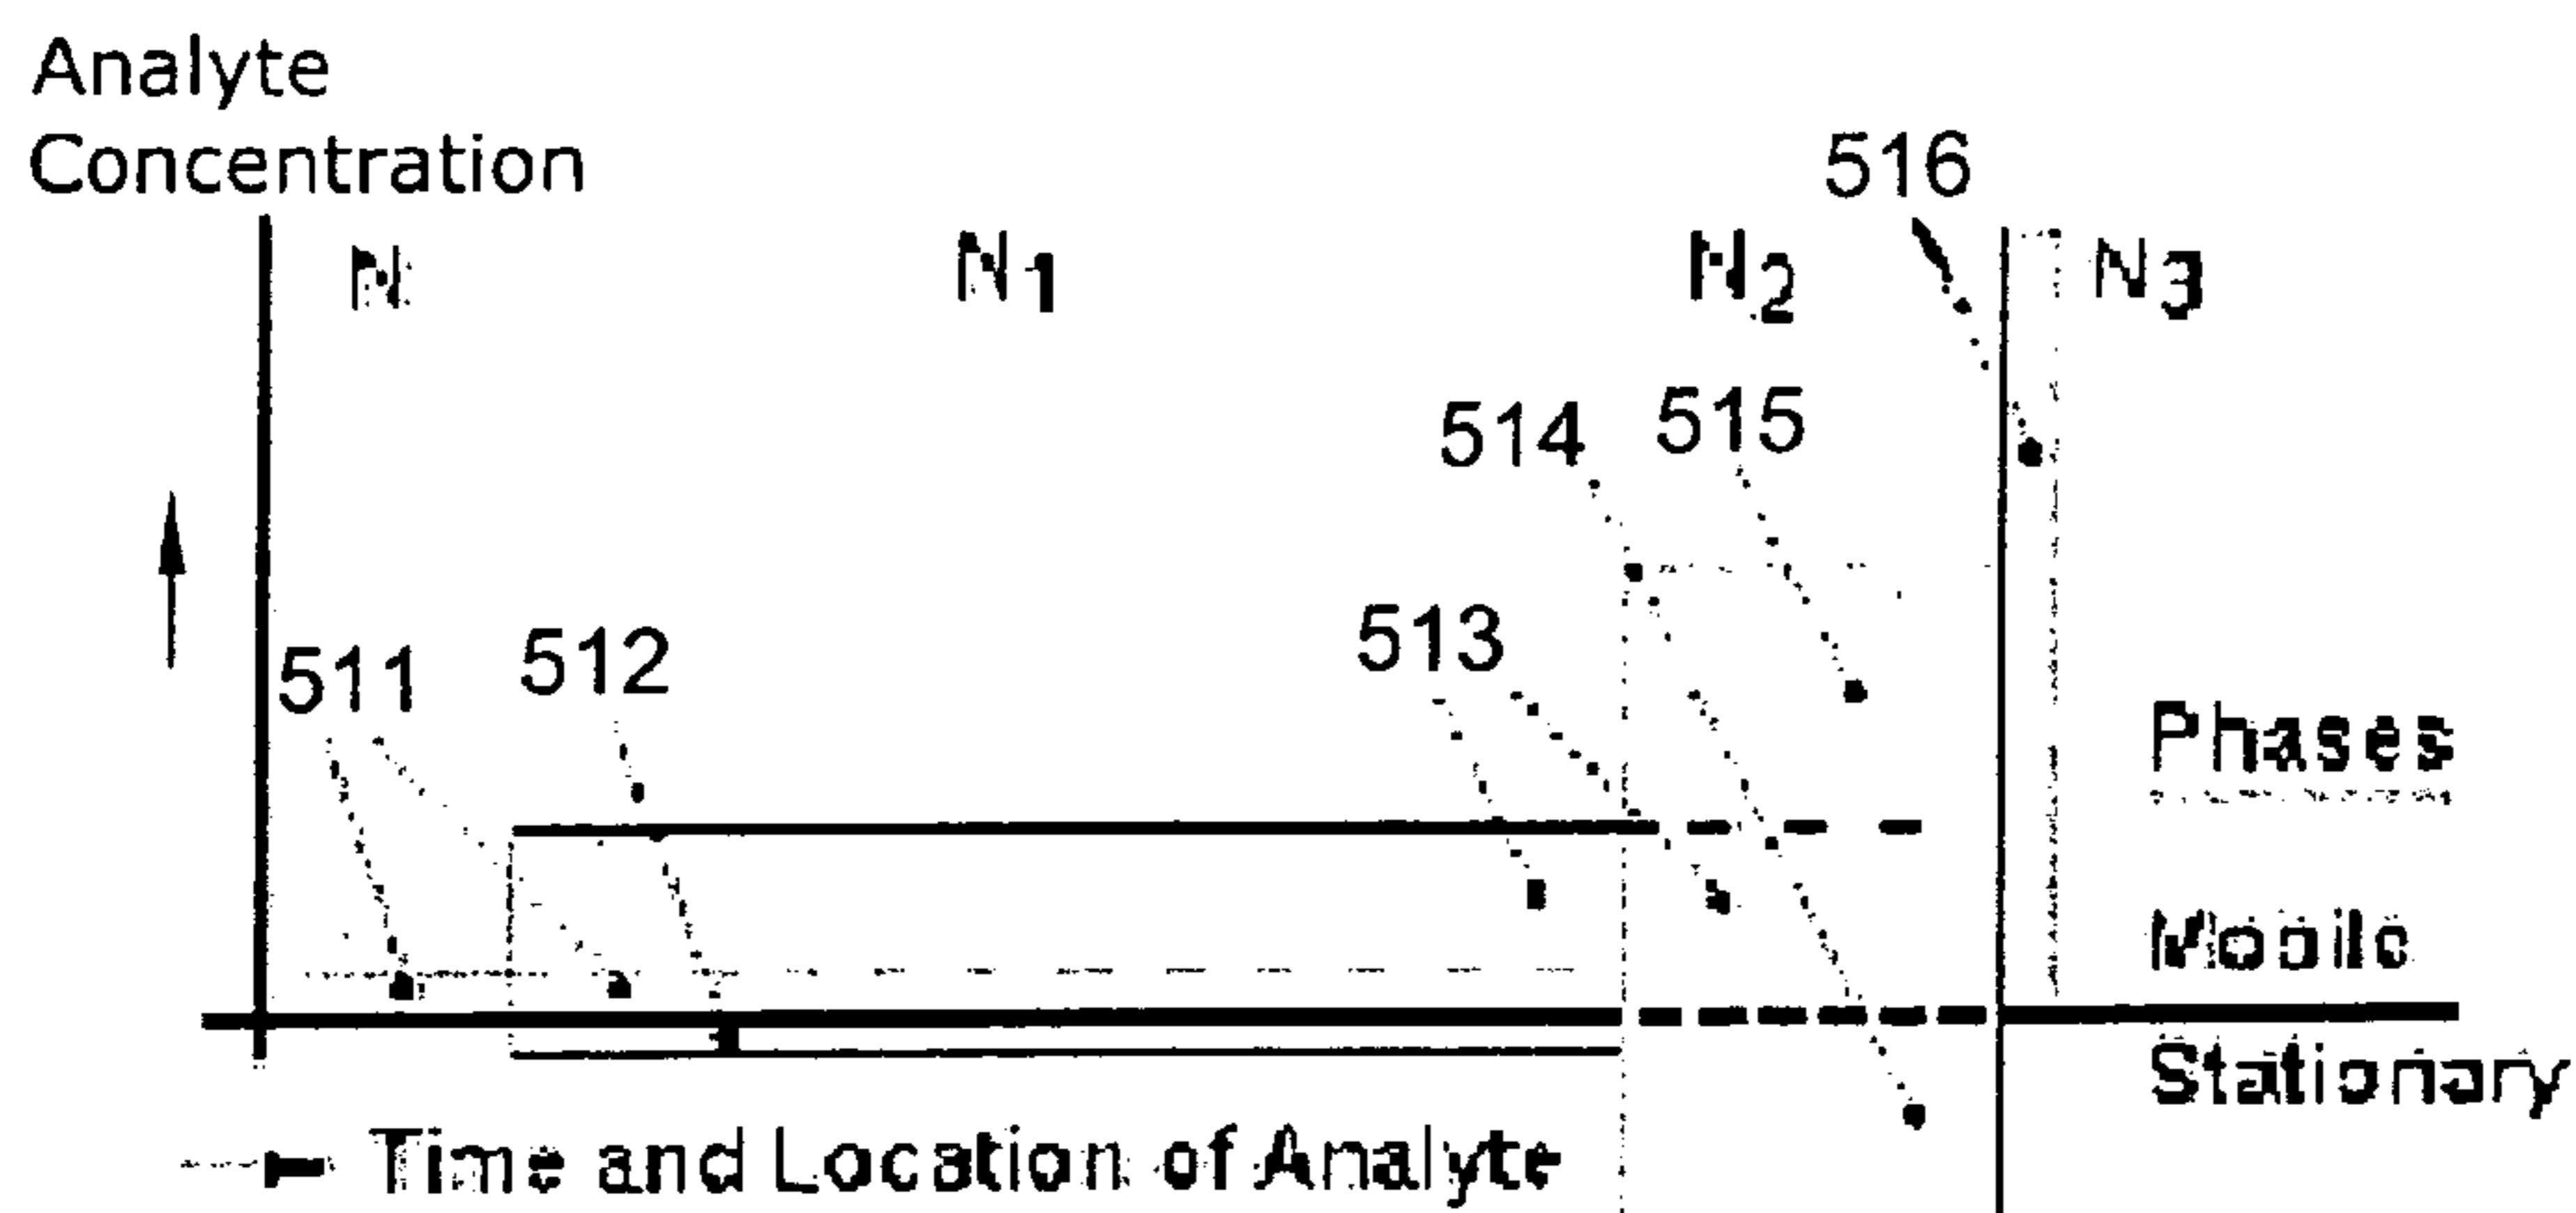 Analyte
Concentration
516
N N1 N2 N3
514 515
513
511 512
Phases
Mobile
Stationary
Time and Location of Analyte